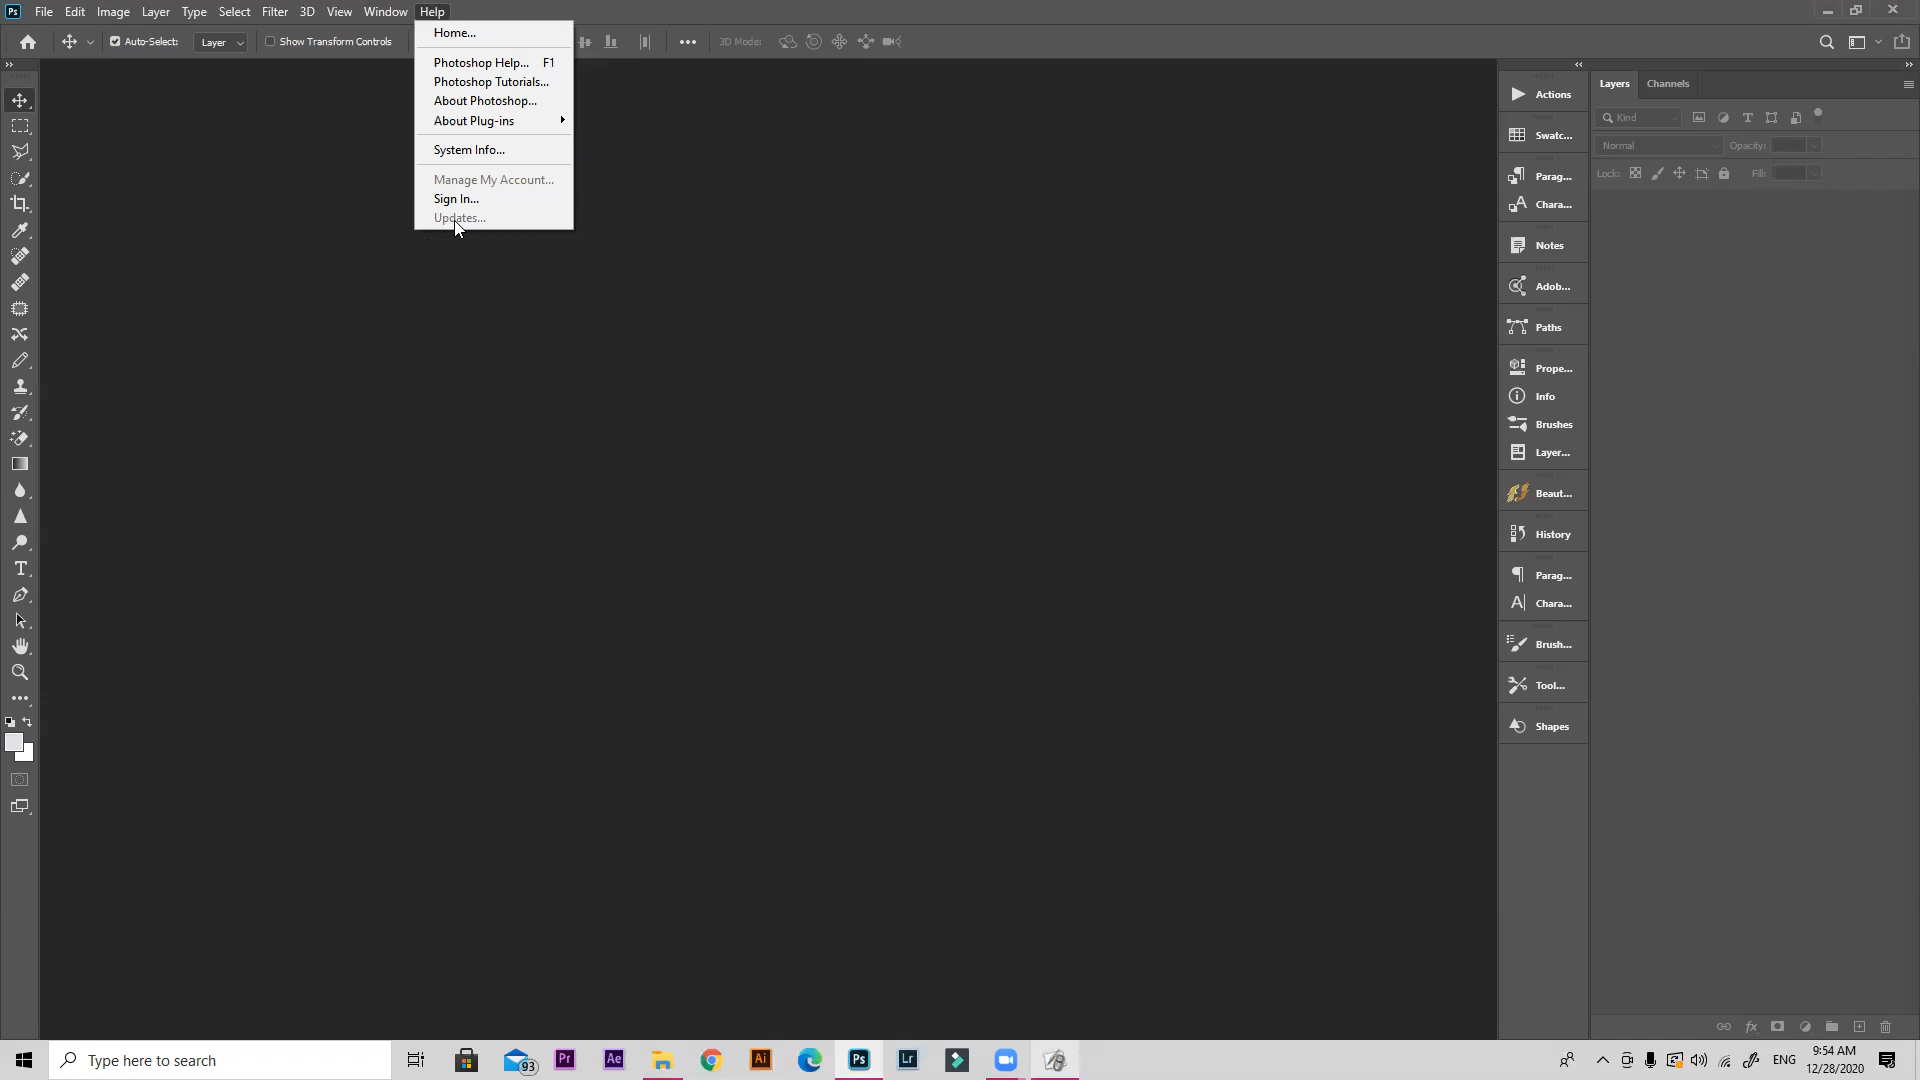 Ps File Edit Image Layer Type Select Filter 3D View Window Help
Auto-Select: Layer Show Transform Controls 3D Mode:
Home...
Photoshop Help... F1
Photoshop Tutorials...
About Photoshop...
About Plug-ins
System Info...
Manage My Account...
Sign In...
Updates...
Actions
Swatc...
Parag...
Chara...
Notes
Adob...
Paths
Prope...
Info
Brushes
Layer...
Beaut...
History
Parag...
Chara...
Brush...
Tool...
Shapes
Layers Channels
Kind
Normal Opacity:
Lock: Fill:
Type here to search
93
Pr Ae Ai Ps Lr
ENG
9:54 AM
12/28/2020